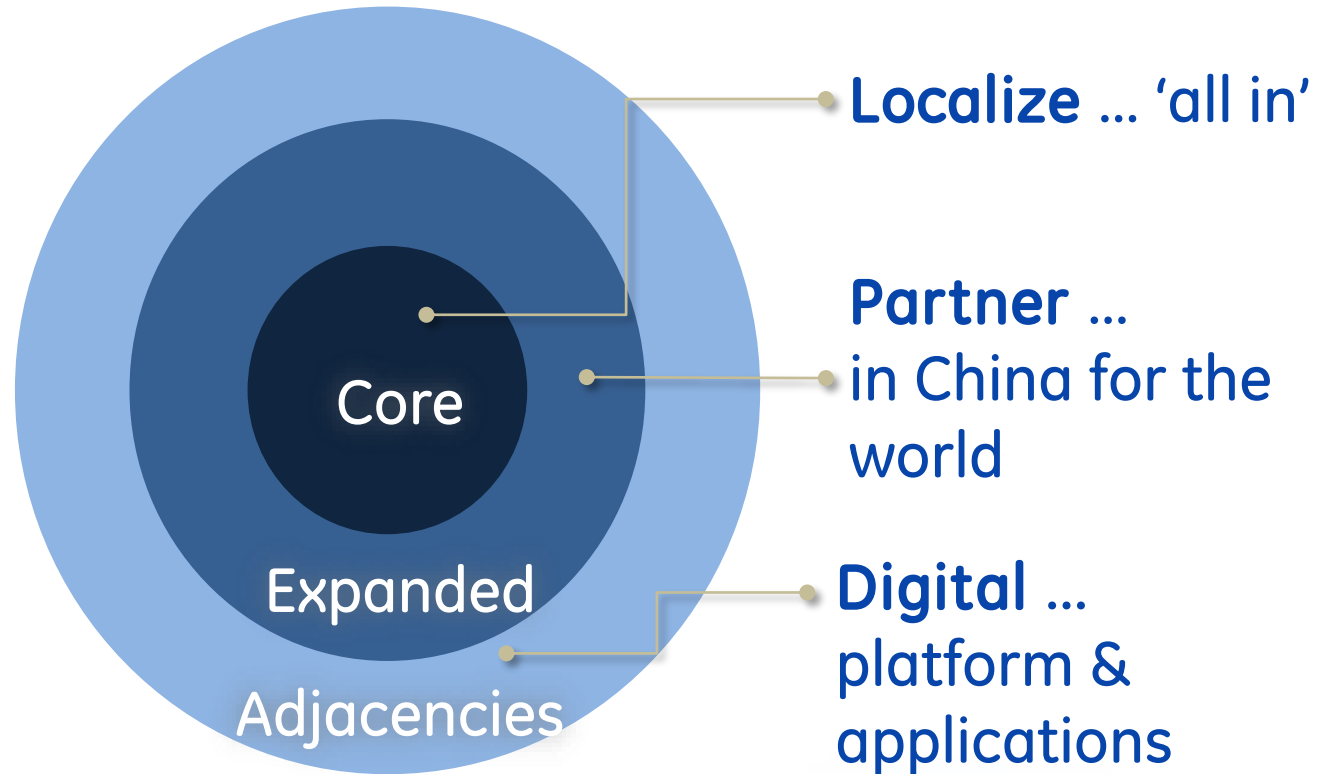 Localize ... ‘all in’
Partner ...
in China for the
world
Digital ...
platform &
applications
Core
Expanded
Adjacencies